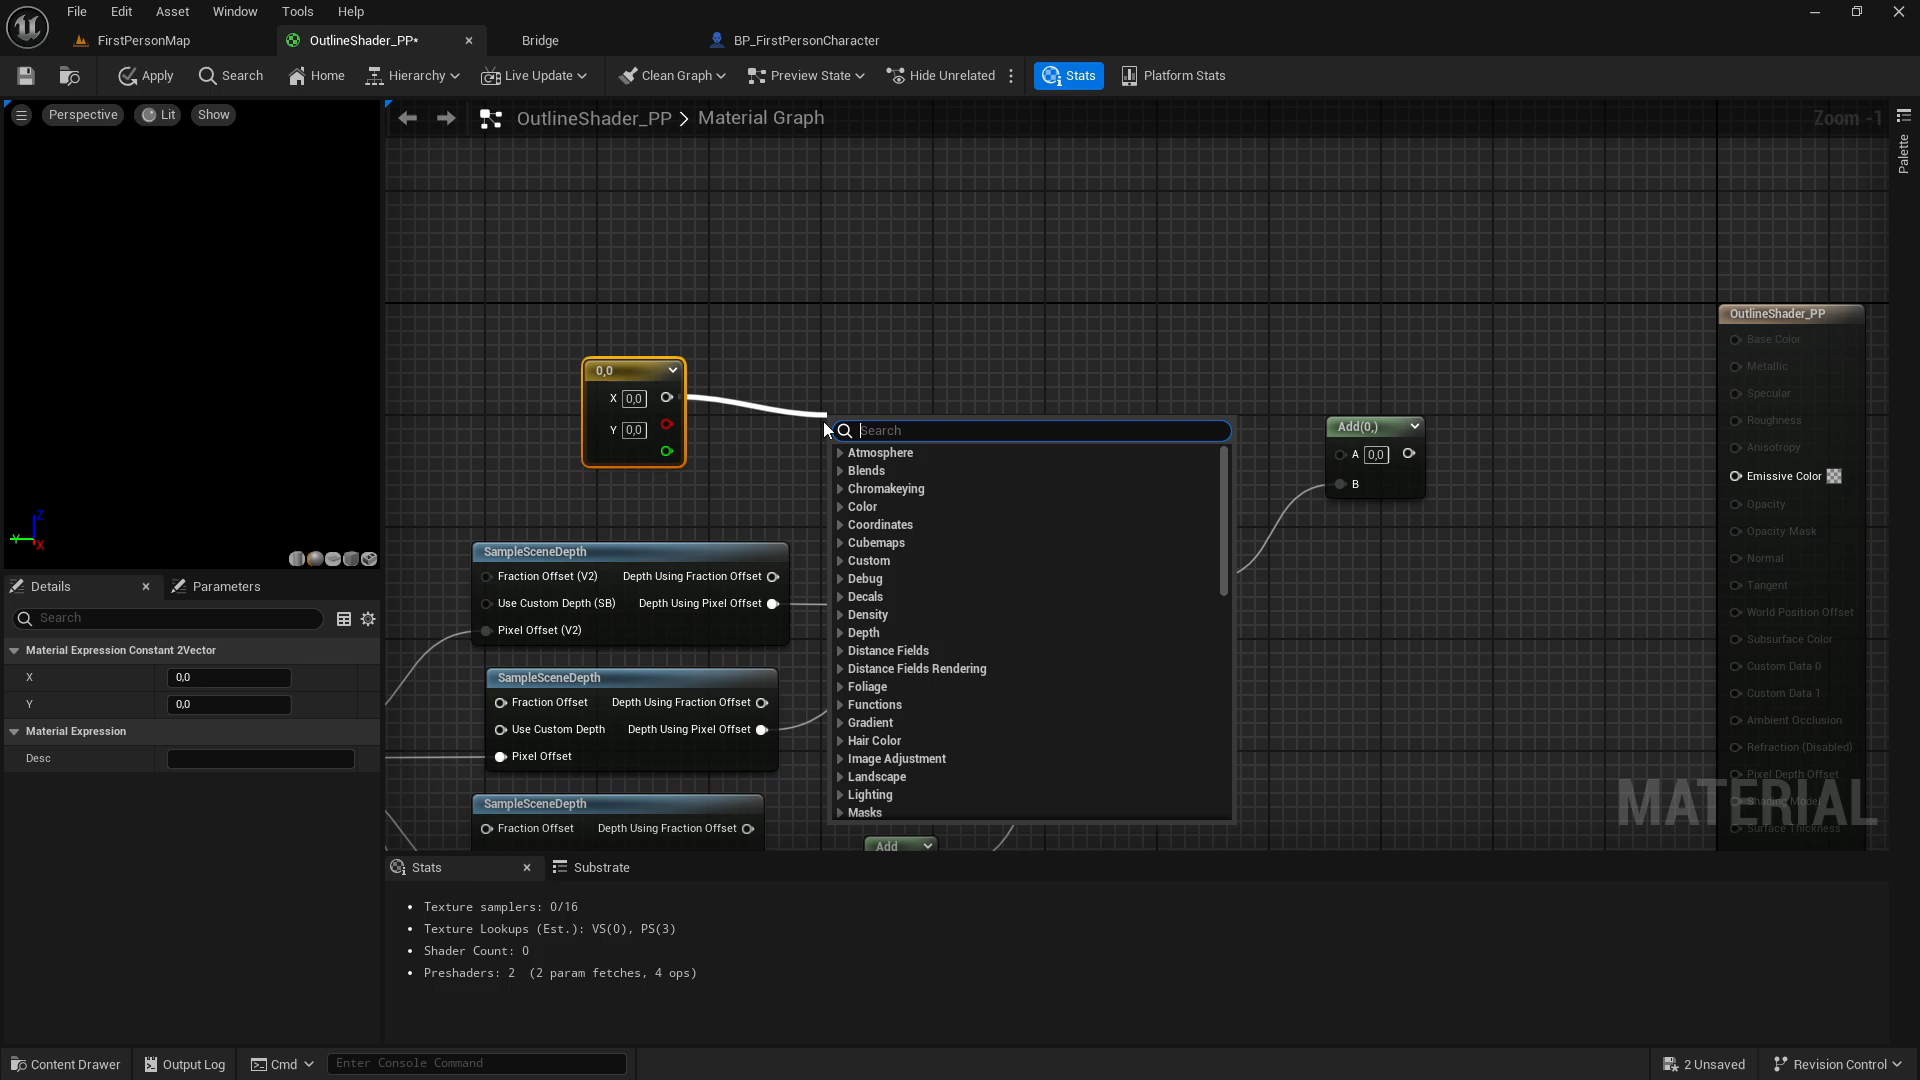 File Edit Asset Window Tools Help
FirstPersonMap OutlineShader_PP* Bridge BP_FirstPersonCharacter
Apply Search Home Hierarchy Live Update Clean Graph Preview State Hide Unrelated Stats Platform Stats
Perspective Lit Show
OutlineShader_PP > Material Graph
Zoom -1
Palette
0,0
X 0,0
Y 0,0
Search
Atmosphere
Blends
Chromakeying
Color
Coordinates
Cubemaps
Custom
Debug
Decals
Density
Depth
Distance Fields
Distance Fields Rendering
Foliage
Functions
Gradient
Hair Color
Image Adjustment
Landscape
Lighting
Masks
Add(0,)
A 0,0
B
SampleSceneDepth
Fraction Offset (V2) Depth Using Fraction Offset
Use Custom Depth (SB) Depth Using Pixel Offset
Pixel Offset (V2)
SampleSceneDepth
Fraction Offset Depth Using Fraction Offset
Use Custom Depth Depth Using Pixel Offset
Pixel Offset
SampleSceneDepth
Fraction Offset Depth Using Fraction Offset
Add
OutlineShader_PP
Base Color
Metallic
Specular
Roughness
Anisotropy
Emissive Color
Opacity
Opacity Mask
Normal
Tangent
World Position Offset
Subsurface Color
Custom Data 0
Custom Data 1
Ambient Occlusion
Refraction (Disabled)
Pixel Depth Offset
Shading Model
Surface Thickness
MATERIAL
Z
Y
X
Details Parameters
Search
Material Expression Constant 2Vector
X 0,0
Y 0,0
Material Expression
Desc
Stats Substrate
• Texture samplers: 0/16
• Texture Lookups (Est.): VS(0), PS(3)
• Shader Count: 0
• Preshaders: 2 (2 param fetches, 4 ops)
Content Drawer Output Log Cmd Enter Console Command 2 Unsaved Revision Control